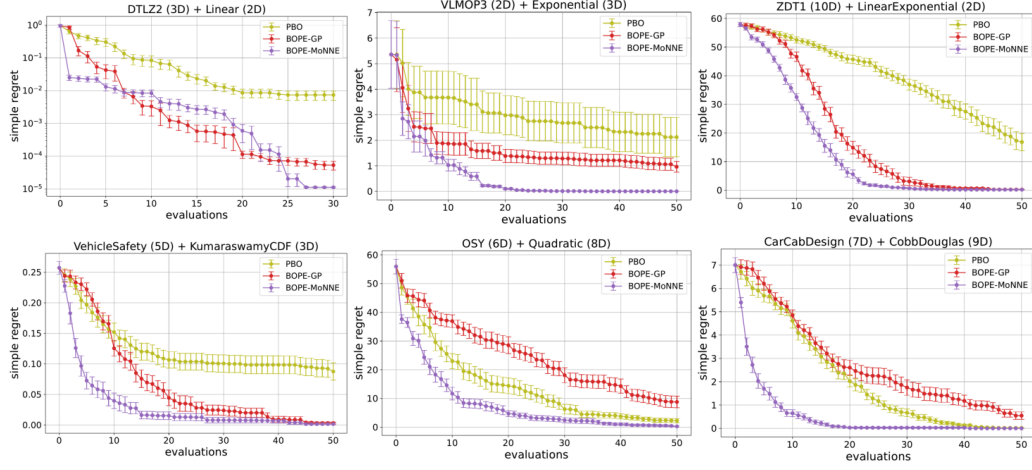 DTLZ2 (3D) + Linear (2D)
simple regret
10^0
10^-1
10^-2
10^-3
10^-4
10^-5
PBO
BOPE-GP
BOPE-MoNNE
0 5 10 15 20 25 30
evaluations
VLMOP3 (2D) + Exponential (3D)
simple regret
7
6
5
4
3
2
1
0
PBO
BOPE-GP
BOPE-MoNNE
0 10 20 30 40 50
evaluations
ZDT1 (10D) + LinearExponential (2D)
simple regret
60
50
40
30
20
10
0
PBO
BOPE-GP
BOPE-MoNNE
0 10 20 30 40 50
evaluations
VehicleSafety (5D) + KumaraswamyCDF (3D)
simple regret
0.25
0.20
0.15
0.10
0.05
0.00
PBO
BOPE-GP
BOPE-MoNNE
0 10 20 30 40 50
evaluations
OSY (6D) + Quadratic (8D)
simple regret
60
50
40
30
20
10
0
PBO
BOPE-GP
BOPE-MoNNE
0 10 20 30 40 50
evaluations
CarCabDesign (7D) + CobbDouglas (9D)
simple regret
7
6
5
4
3
2
1
0
PBO
BOPE-GP
BOPE-MoNNE
0 10 20 30 40 50
evaluations